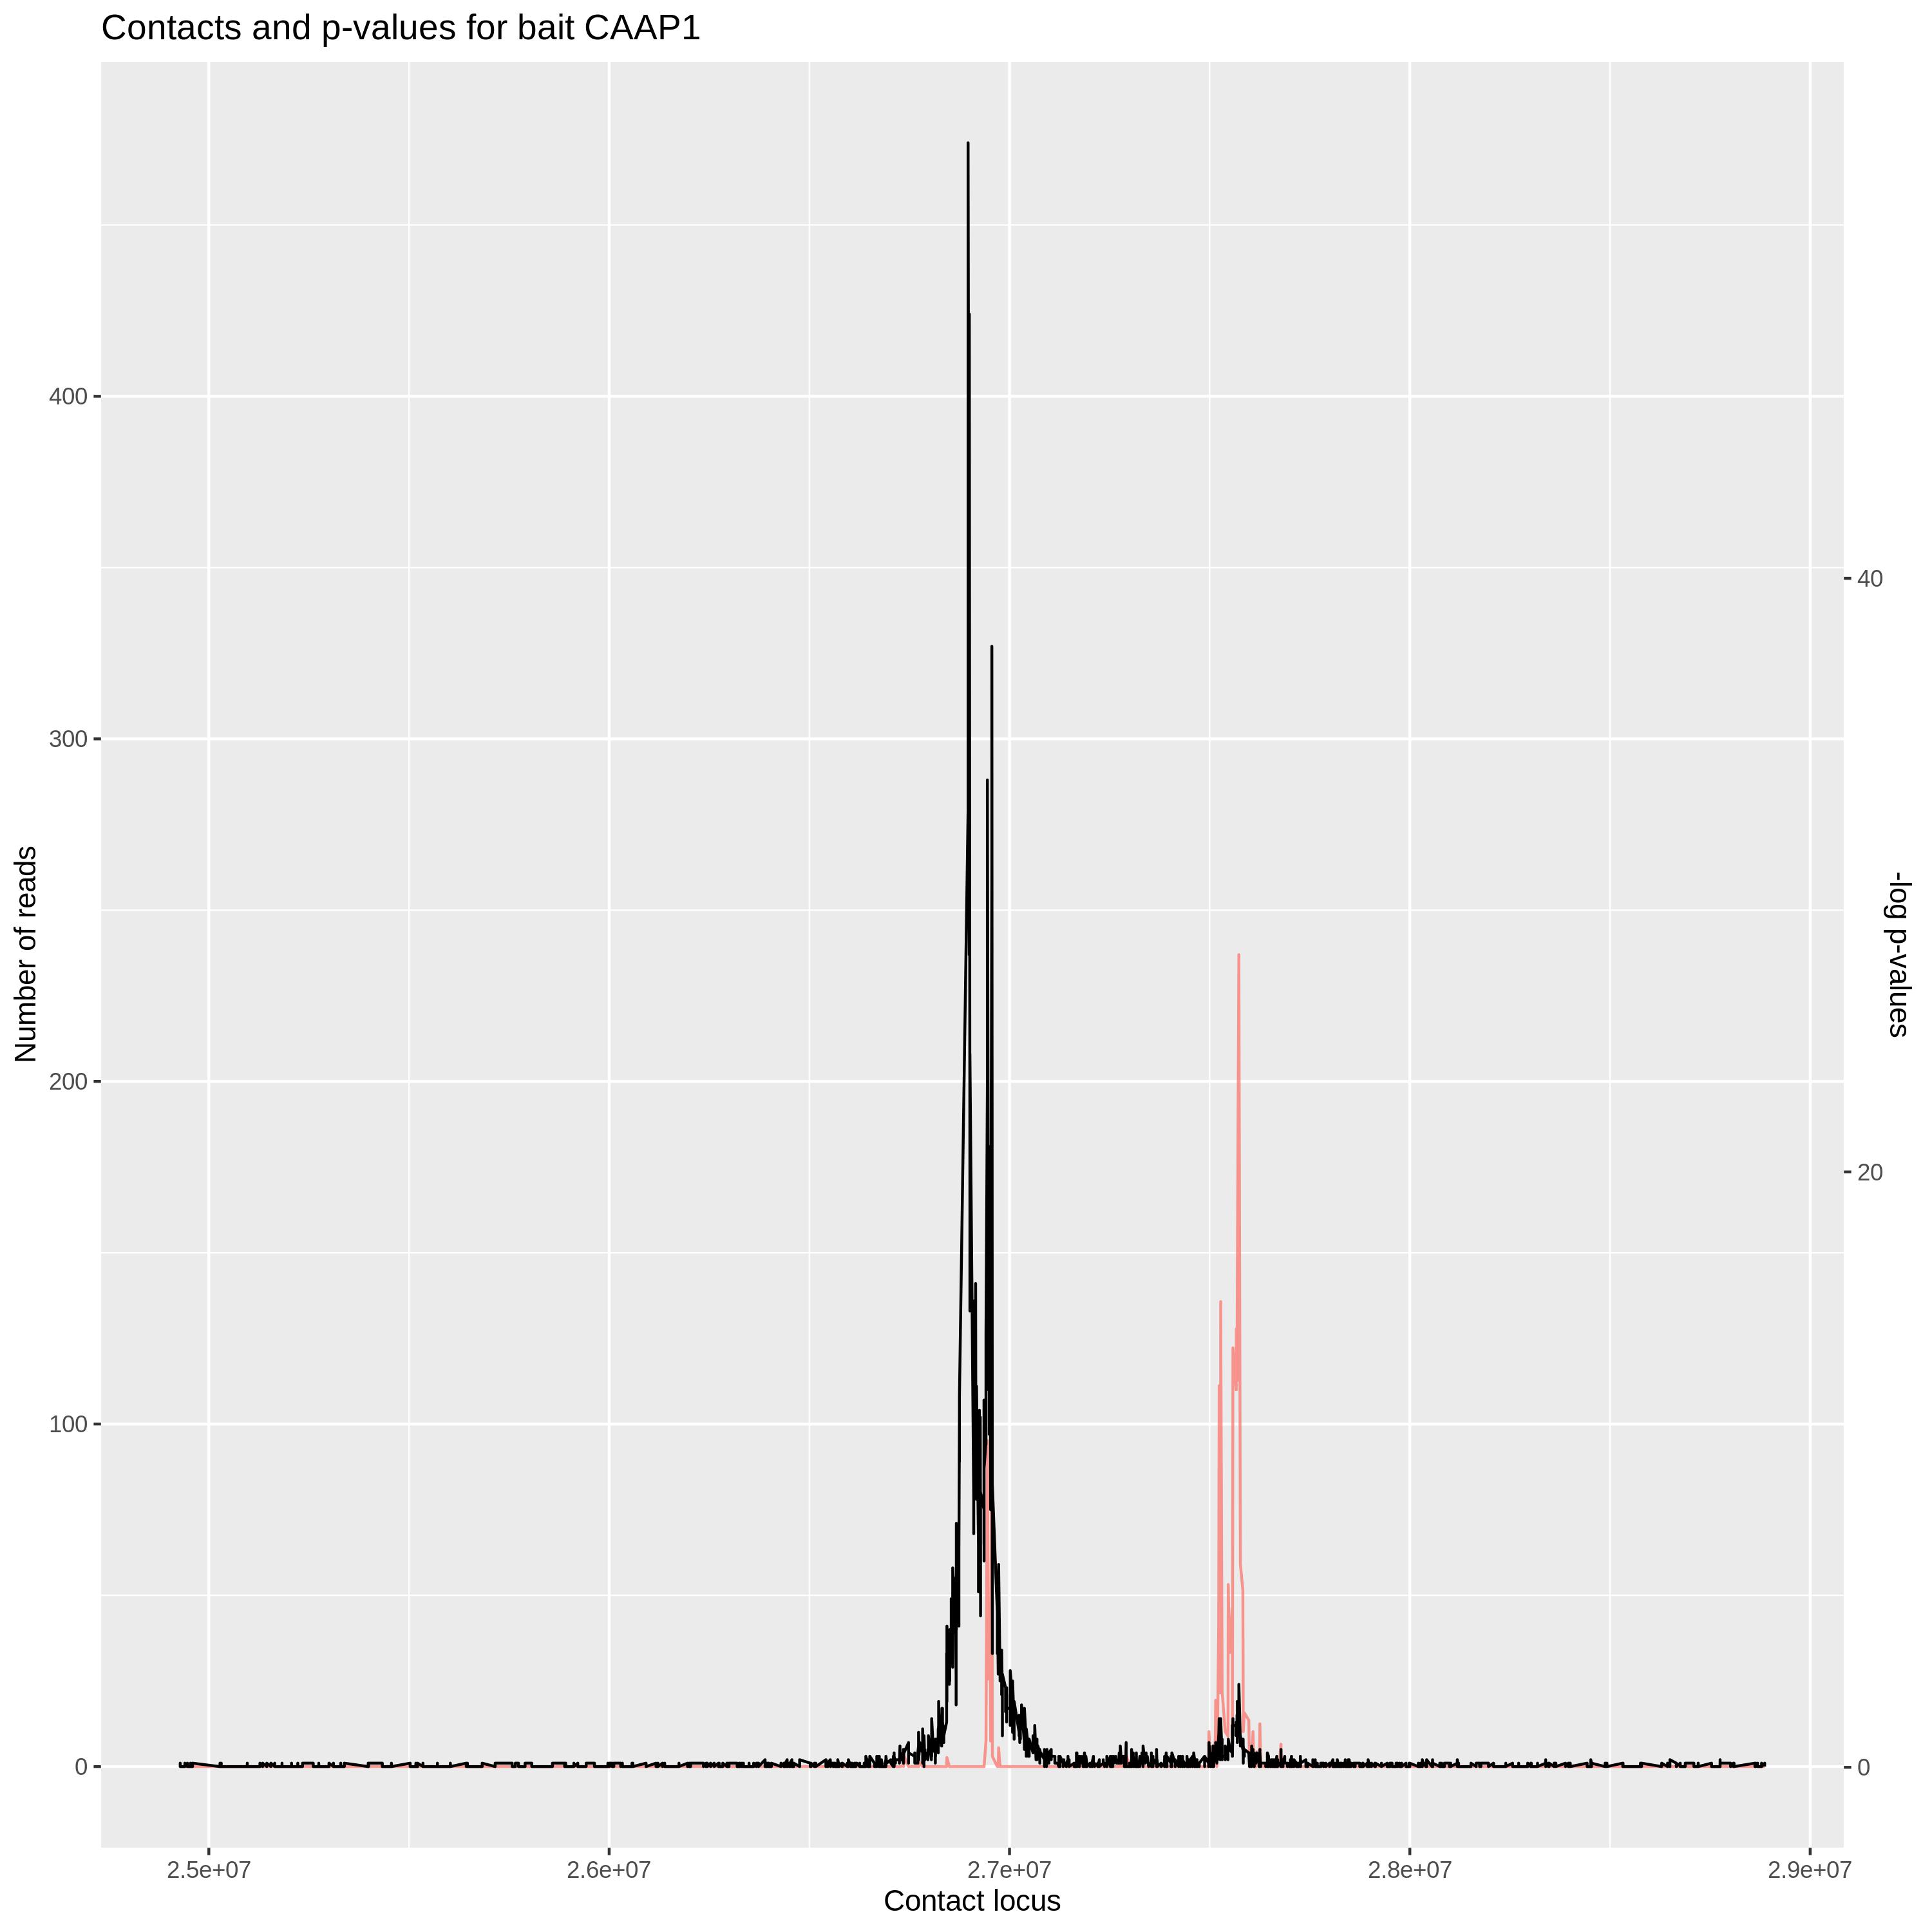 Contacts and p-values for bait CAAP1
400
300
200
100
0
Number of reads
40
20
0
-log p-values
2.5e+07
2.6e+07
2.7e+07
2.8e+07
2.9e+07
Contact locus